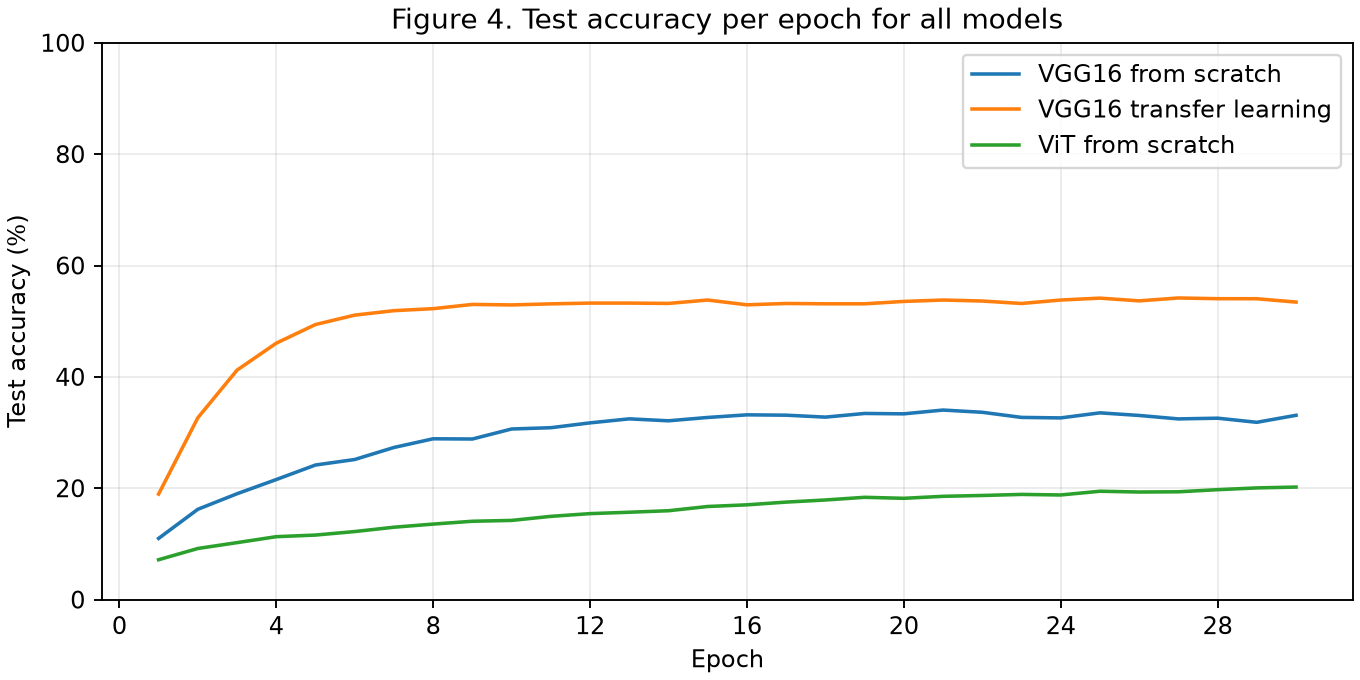 Figure 4. Test accuracy per epoch for all models
100
80
60
40
20
0
Test accuracy (%)
VGG16 from scratch
VGG16 transfer learning
ViT from scratch
0 4 8 12 16 20 24 28
Epoch